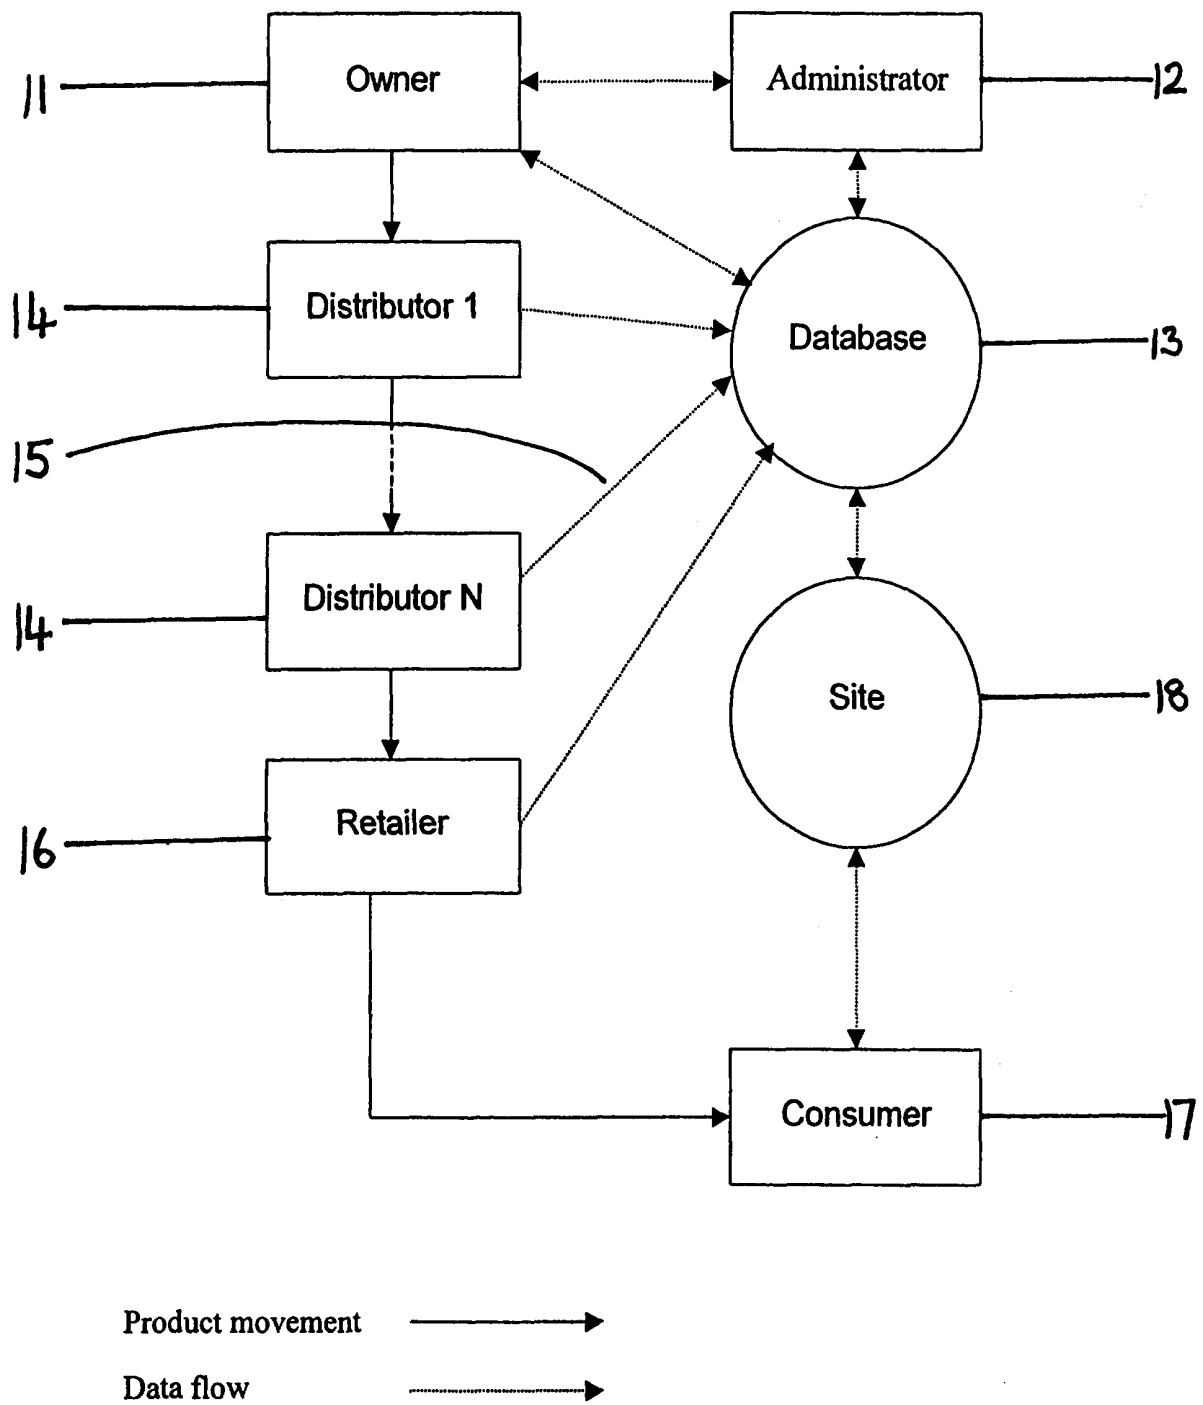 11 Owner Administrator 12
14 Distributor 1 Database 13
15
14 Distributor N
Site 18
16 Retailer
Consumer 17
Product movement
Data flow